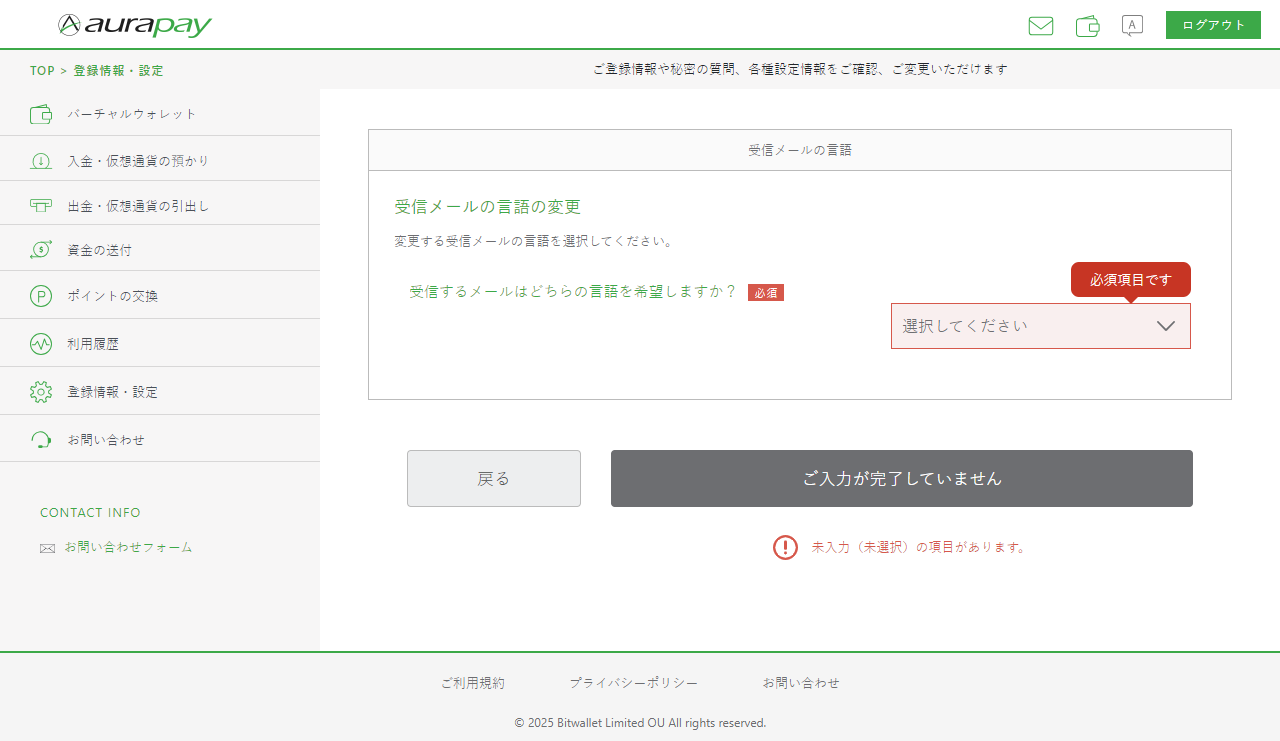 aurapay
A
ログアウト
TOP > 登録情報・設定
ご登録情報や秘密の質問、各種設定情報をご確認、ご変更いただけます
バーチャルウォレット
入金・仮想通貨の預かり
出金・仮想通貨の引出し
資金の送付
ポイントの交換
利用履歴
登録情報・設定
お問い合わせ
CONTACT INFO
お問い合わせフォーム
受信メールの言語
受信メールの言語の変更
変更する受信メールの言語を選択してください。
必須項目です
受信するメールはどちらの言語を希望しますか？ 必須
選択してください
戻る
ご入力が完了していません
未入力（未選択）の項目があります。
ご利用規約 プライバシーポリシー お問い合わせ
© 2025 Bitwallet Limited OU All rights reserved.